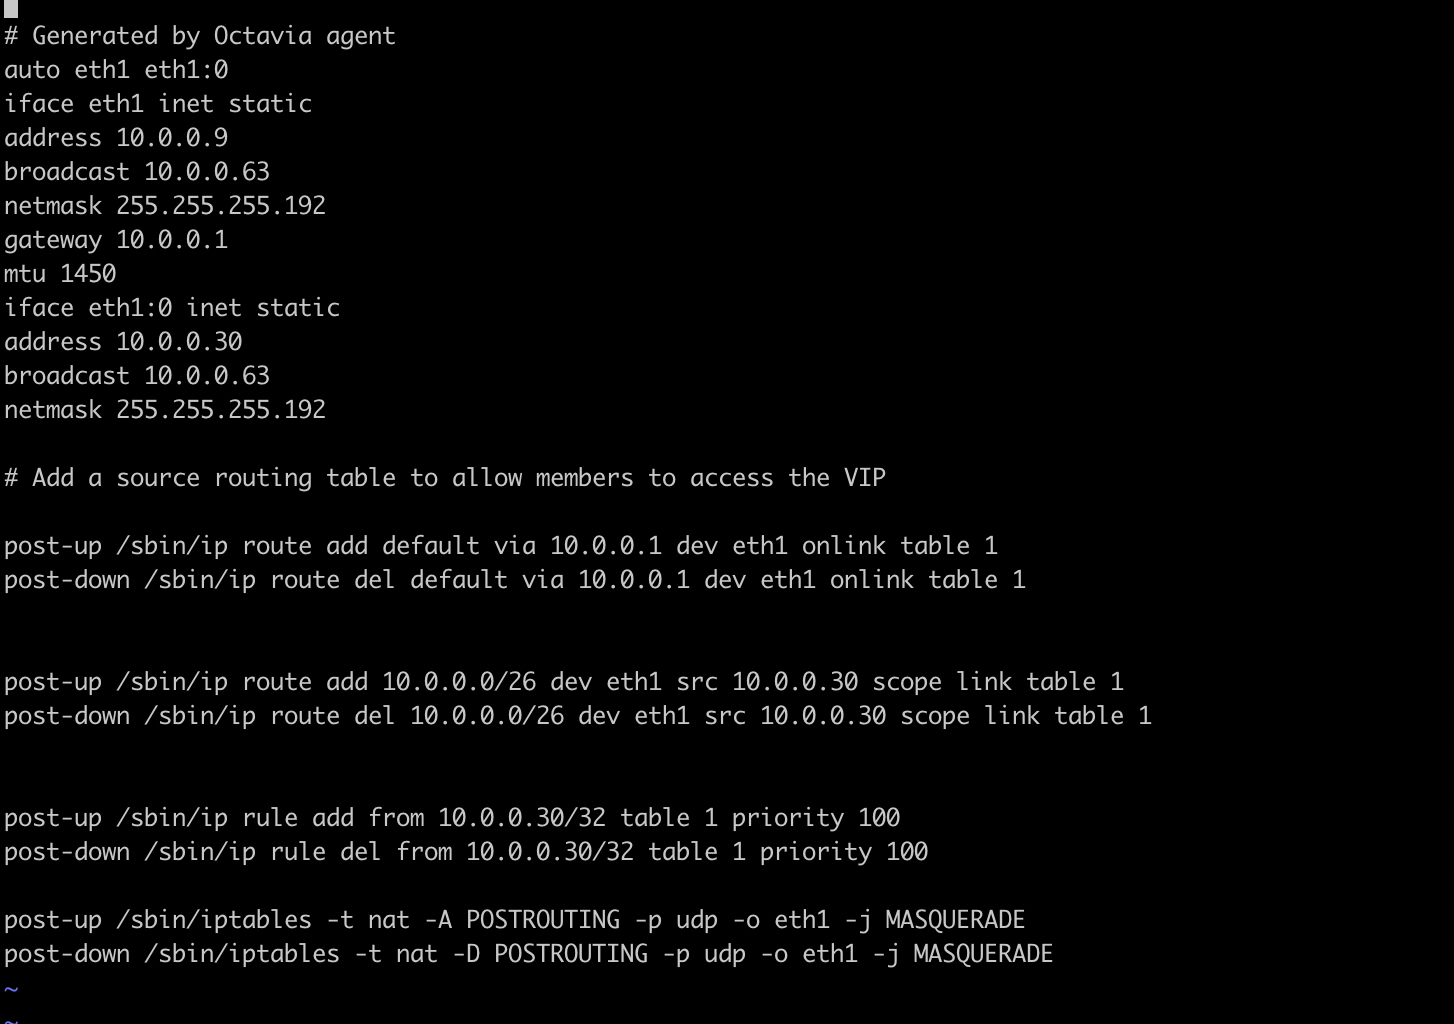 # Generated by Octavia agent
auto eth1 eth1:0
iface eth1 inet static
address 10.0.0.9
broadcast 10.0.0.63
netmask 255.255.255.192
gateway 10.0.0.1
mtu 1450
iface eth1:0 inet static
address 10.0.0.30
broadcast 10.0.0.63
netmask 255.255.255.192
# Add a source routing table to allow members to access the VIP
post-up /sbin/ip route add default via 10.0.0.1 dev eth1 onlink table 1
post-down /sbin/ip route del default via 10.0.0.1 dev eth1 onlink table 1
post-up /sbin/ip route add 10.0.0.0/26 dev eth1 src 10.0.0.30 scope link table 1
post-down /sbin/ip route del 10.0.0.0/26 dev eth1 src 10.0.0.30 scope link table 1
post-up /sbin/ip rule add from 10.0.0.30/32 table 1 priority 100
post-down /sbin/ip rule del from 10.0.0.30/32 table 1 priority 100
post-up /sbin/iptables -t nat -A POSTROUTING -p udp -o eth1 -j MASQUERADE
post-down /sbin/iptables -t nat -D POSTROUTING -p udp -o eth1 -j MASQUERADE
~
~